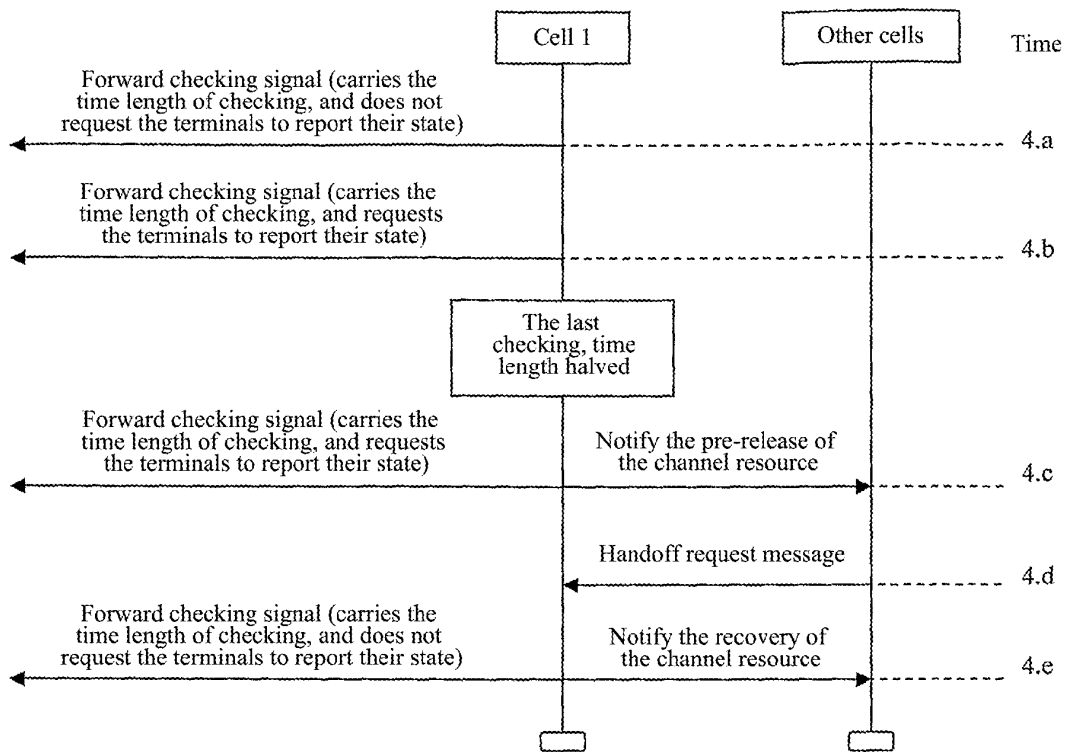 Cell 1
Other cells
Time
Forward checking signal (carries the
time length of checking, and does not
request the terminals to report their state)
4.a
Forward checking signal (carries the
time length of checking, and requests
the terminals to report their state)
4.b
The last
checking, time
length halved
Forward checking signal (carries the
time length of checking, and requests
the terminals to report their state)
Notify the pre-release of
the channel resource
4.c
Handoff request message
4.d
Forward checking signal (carries the
time length of checking, and does not
request the terminals to report their state)
Notify the recovery of
the channel resource
4.e